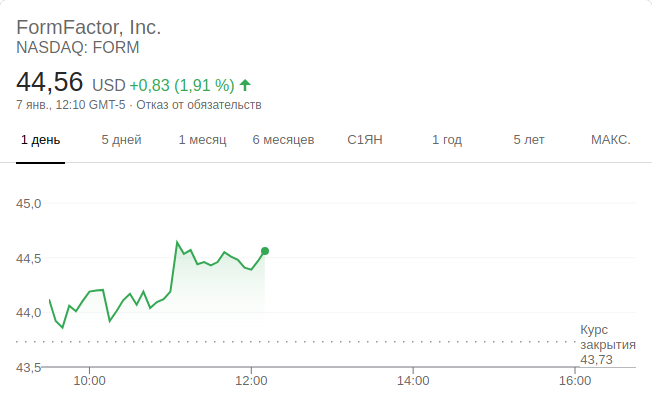 FormFactor, Inc.
NASDAQ: FORM
44,56 USD +0,83 (1,91 %)
7 янв., 12:10 GMT-5 · Отказ от обязательств
1 день 5 дней 1 месяц 6 месяцев С1ЯН 1 год 5 лет МАКС.
45,0
44,5
44,0
Курс
закрытия
43,73
43,5
10:00 12:00 14:00 16:00